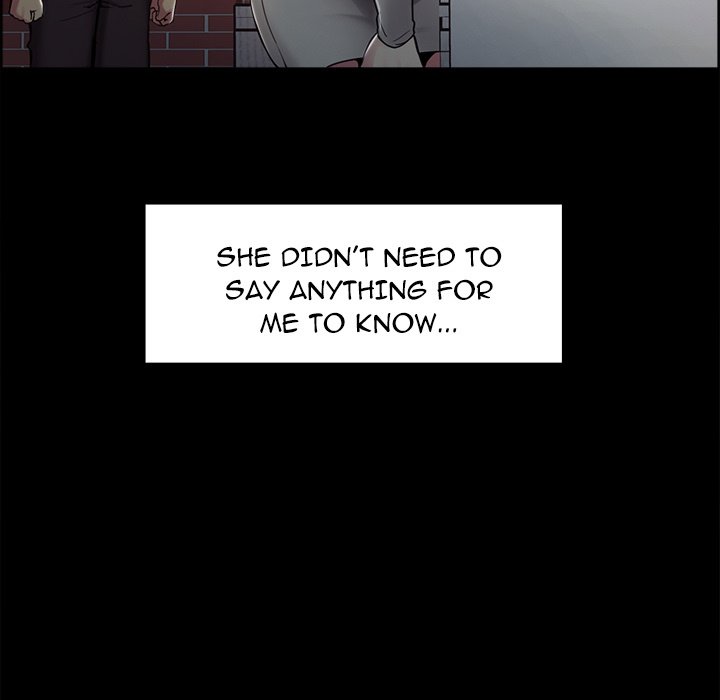 SHE DIDN'T NEED TO
SAY ANYTHING FOR
ME TO KNOW...